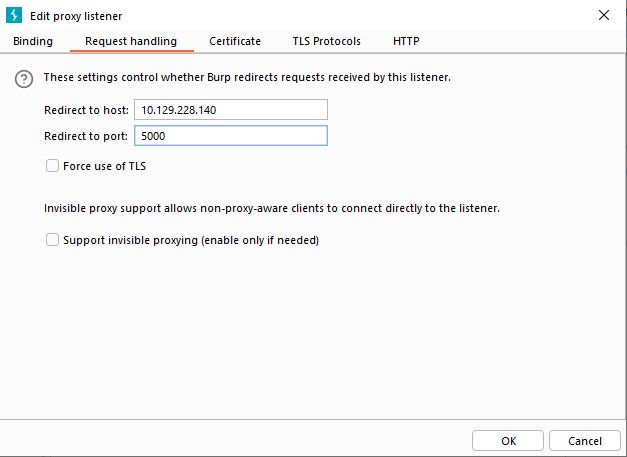 Edit proxy listener
Binding Request handling Certificate TLS Protocols HTTP
? These settings control whether Burp redirects requests received by this listener.
Redirect to host: 10.129.228.140
Redirect to port: 5000
Force use of TLS
Invisible proxy support allows non-proxy-aware clients to connect directly to the listener.
Support invisible proxying (enable only if needed)
OK Cancel